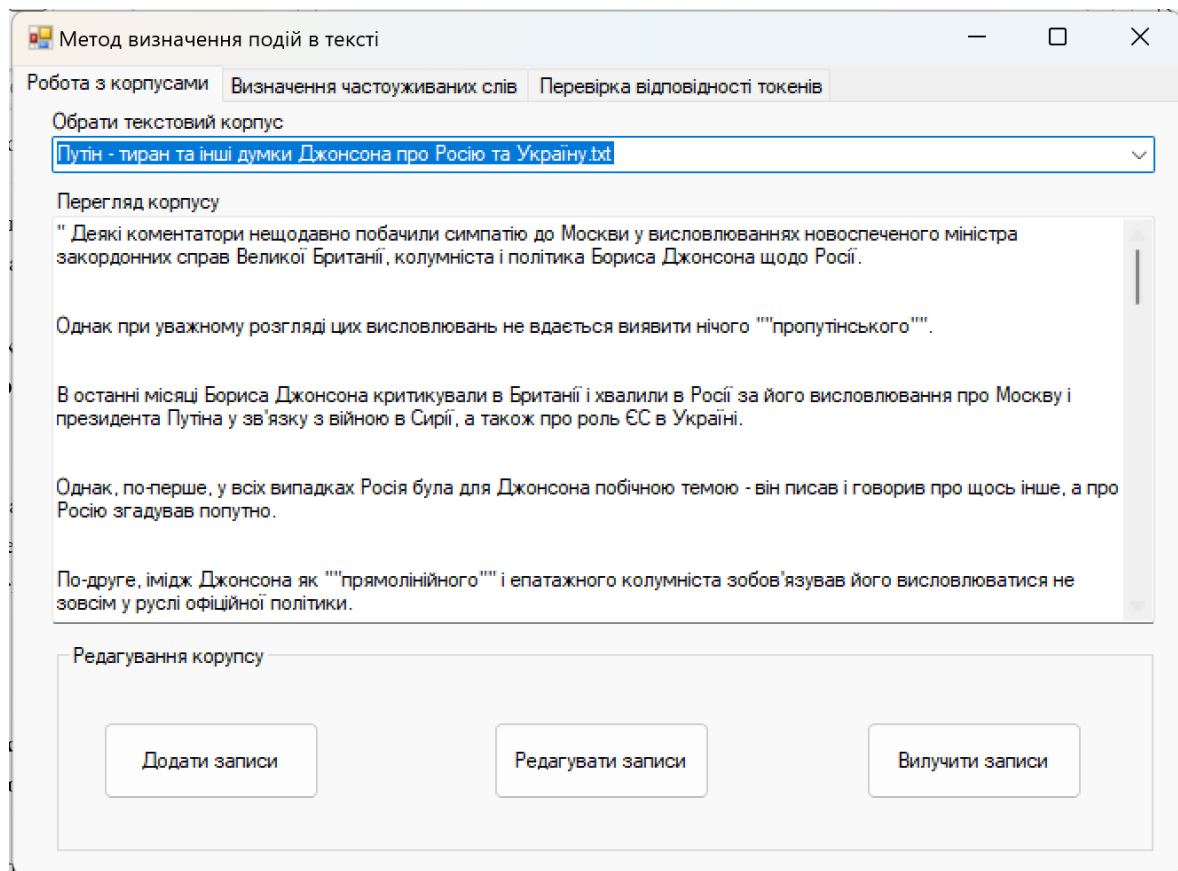 Метод визначення подій в тексті
Робота з корпусами
Визначення частоуживаних слів
Перевірка відповідності токенів
Обрати текстовий корпус
Путін - тиран та інші думки Джонсона про Росію та Україну.txt
Перегляд корпусу
" Деякі коментатори нещодавно побачили симпатію до Москви у висловлюваннях новоспеченого міністра
закордонних справ Великої Британії, колумніста і політика Бориса Джонсона щодо Росії.
Однак при уважному розгляді цих висловлювань не вдається виявити нічого ""пропутінського"".
В останні місяці Бориса Джонсона критикували в Британії і хвалили в Росії за його висловлювання про Москву і
президента Путіна у зв'язку з війною в Сирії, а також про роль ЄС в Україні.
Однак, по-перше, у всіх випадках Росія була для Джонсона побічною темою - він писав і говорив про щось інше, а про
Росію згадував попутно.
По-друге, імідж Джонсона як ""прямолінійного"" і епатажного колумніста зобов'язував його висловлюватися не
зовсім у руслі офіційної політики.
Редагування корупсу
Додати записи
Редагувати записи
Вилучити записи